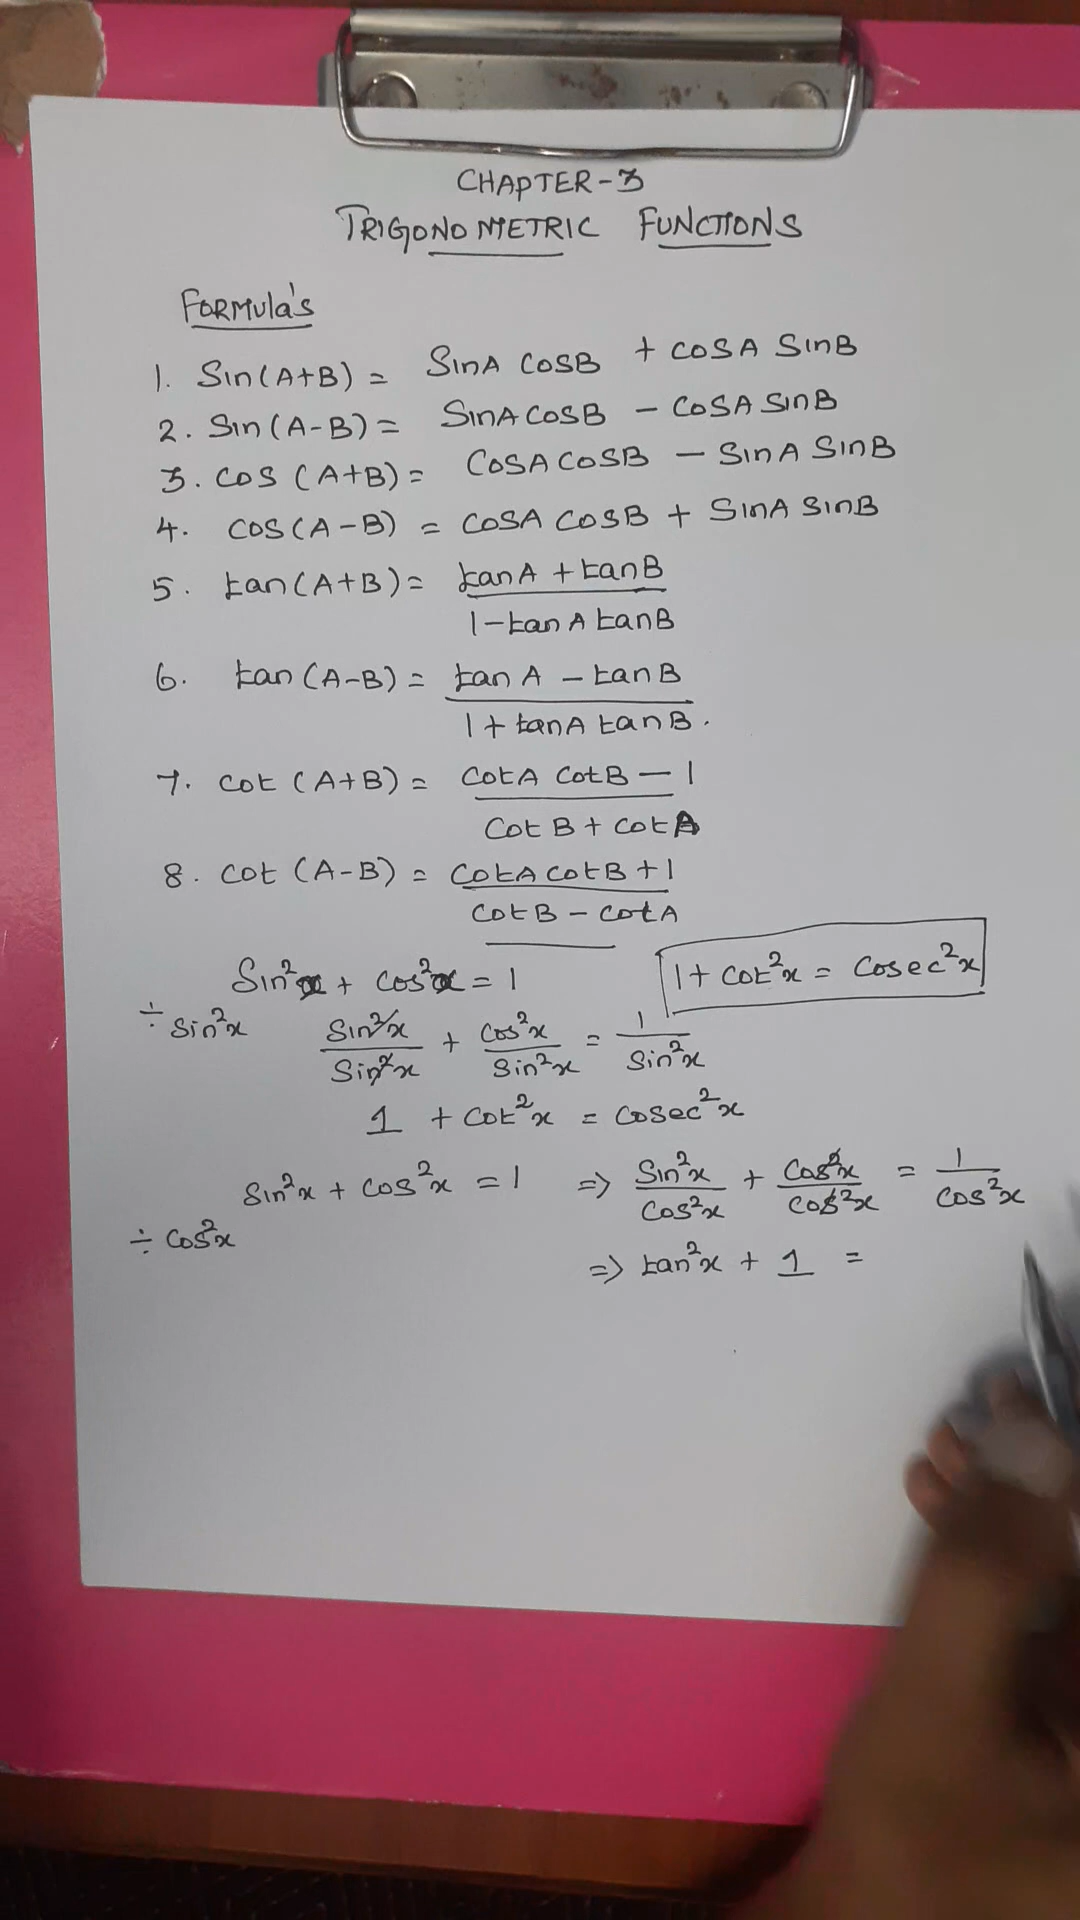 CHAPTER-3
TRIGONOMETRIC FUNCTIONS
FORMula's
1. Sin(A+B) = SinA CosB + cosA SinB
2. Sin(A-B) = SinA CosB - cosA sinB
3. cos (A+B) = CosA cosB - SinA SinB
4. cos(A-B) = cosA cosB + SinA sinB
5. tan(A+B) = tanA + tanB
1-tanA tanB
6. tan(A-B) = tanA - tanB
1+ tanA tanB.
7. cot (A+B) = cotA cotB - 1
cot B + cot A
8. cot (A-B) = cotA cotB+1
cotB - cotA
Sin²x + cos²x = 1
1+ cot²x = cosec²x
÷ sin²x Sin²x/Sin²x + cos²x/Sin²x = 1/Sin²x
1 + cot²x = cosec²x
sin²x + cos²x = 1 => Sin²x/Cos²x + Cos²x/cos²x = 1/cos²x
÷ cos²x
=> tan²x + 1 =